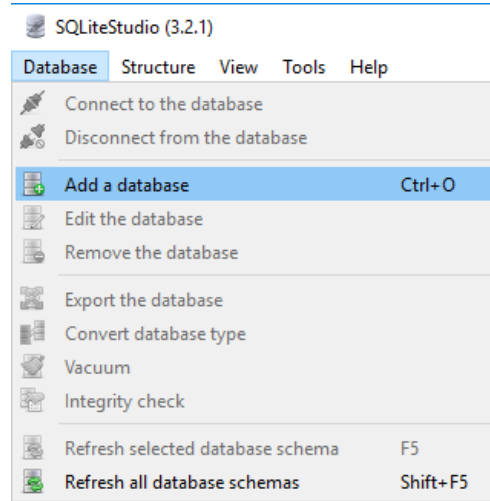 SQLiteStudio (3.2.1)
Database Structure View Tools Help
Connect to the database
Disconnect from the database
Add a database Ctrl+O
Edit the database
Remove the database
Export the database
Convert database type
Vacuum
Integrity check
Refresh selected database schema F5
Refresh all database schemas Shift+F5